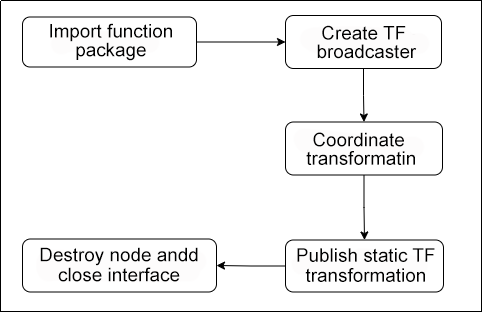 Import function
package
Create TF
broadcaster
Coordinate
transformatin
Publish static TF
transformation
Destroy node andd
close interface